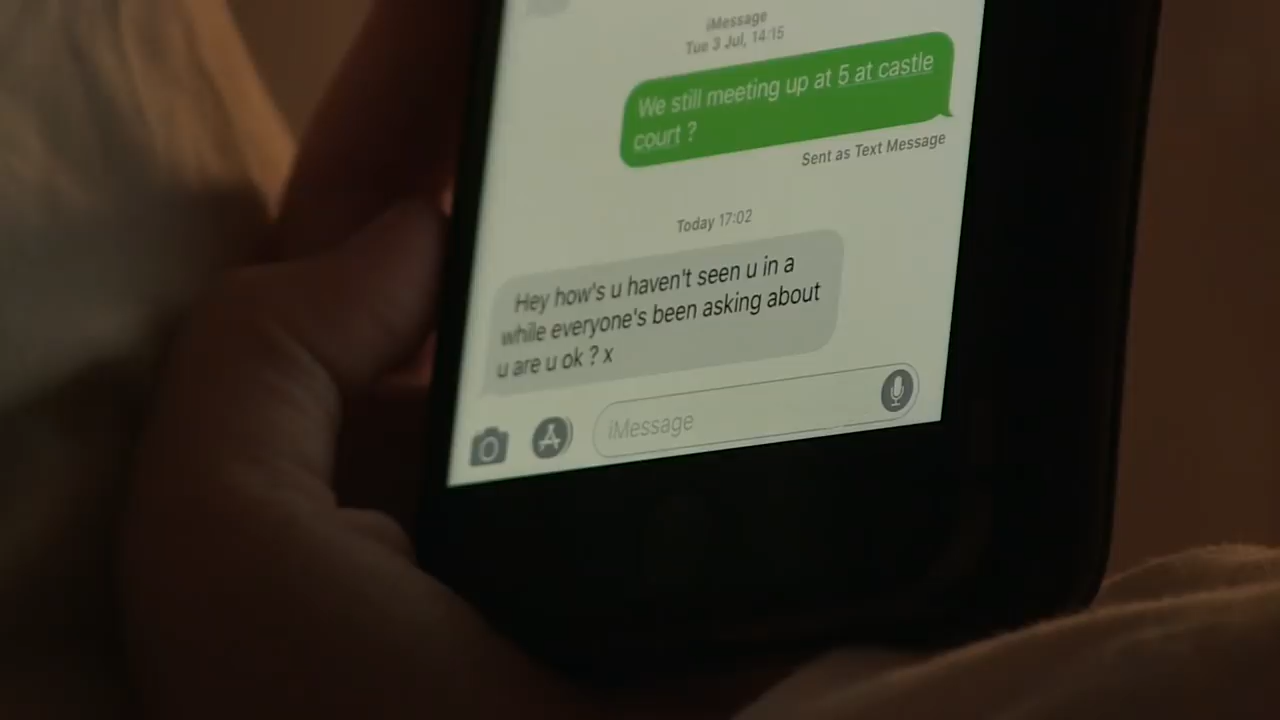 iMessage
Tue 3 Jul, 14:15
We still meeting up at 5 at castle
court ?
Sent as Text Message
Today 17:02
Hey how's u haven't seen u in a
while everyone's been asking about
u are u ok ? x
iMessage